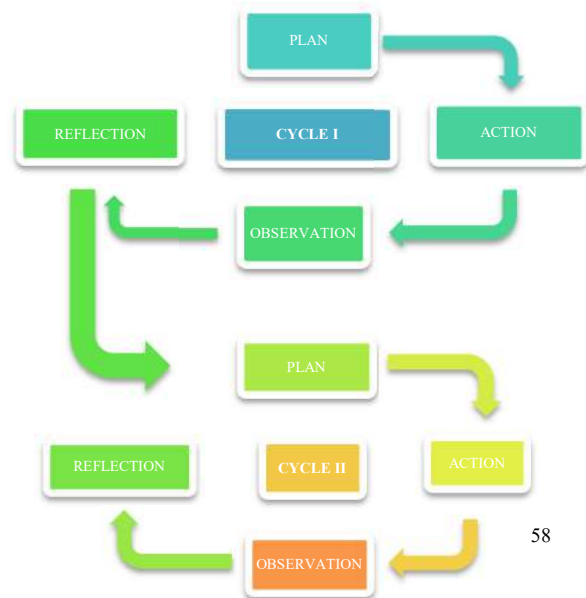 PLAN
REFLECTION
CYCLE I
ACTION
OBSERVATION
PLAN
REFLECTION
CYCLE II
ACTION
58
OBSERVATION